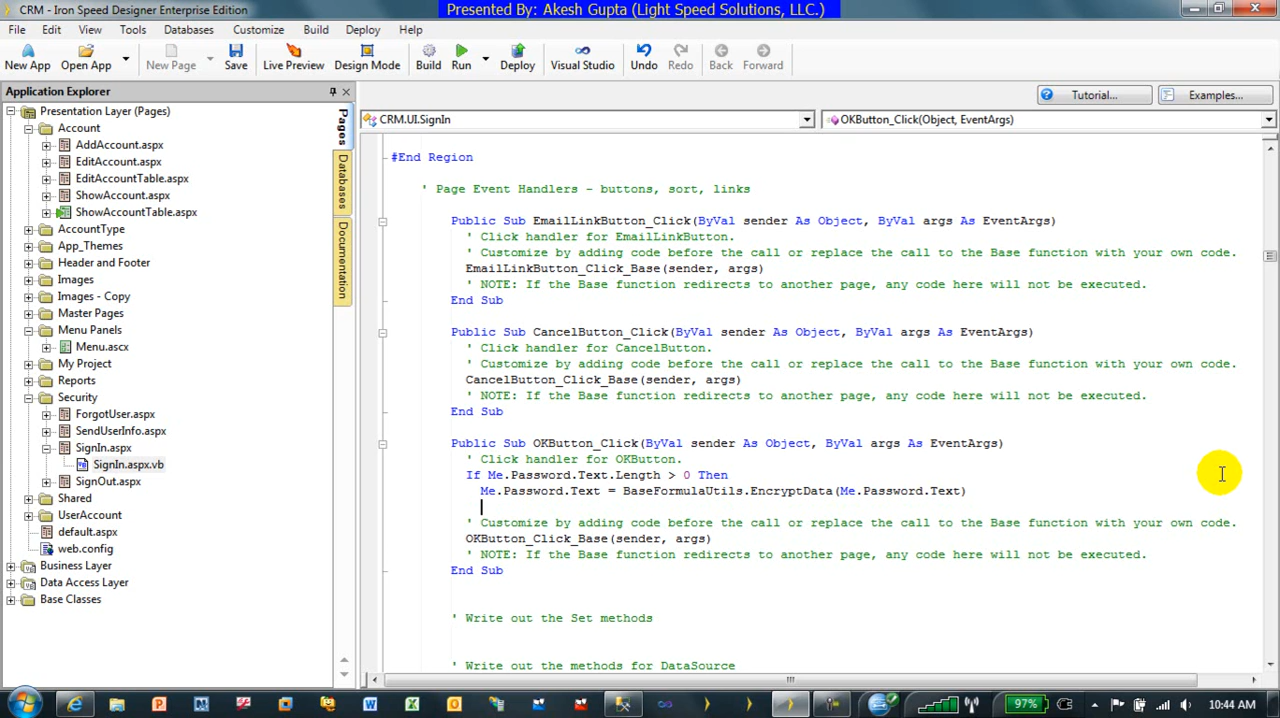 CRM - Iron Speed Designer Enterprise Edition
Presented By: Akesh Gupta (Light Speed Solutions, LLC.)
File Edit View Tools Databases Customize Build Deploy Help
New App Open App New Page Save Live Preview Design Mode Build Run Deploy Visual Studio Undo Redo Back Forward
Application Explorer
Tutorial... Examples...
Presentation Layer (Pages)
Account
AddAccount.aspx
EditAccount.aspx
EditAccountTable.aspx
ShowAccount.aspx
ShowAccountTable.aspx
AccountType
App_Themes
Header and Footer
Images
Images - Copy
Master Pages
Menu Panels
Menu.ascx
My Project
Reports
Security
ForgotUser.aspx
SendUserInfo.aspx
SignIn.aspx
SignIn.aspx.vb
SignOut.aspx
Shared
UserAccount
default.aspx
web.config
Business Layer
Data Access Layer
Base Classes
Pages
Databases
Documentation
CRM.UI.SignIn
OKButton_Click(Object, EventArgs)
#End Region
' Page Event Handlers - buttons, sort, links
Public Sub EmailLinkButton_Click(ByVal sender As Object, ByVal args As EventArgs)
' Click handler for EmailLinkButton.
' Customize by adding code before the call or replace the call to the Base function with your own code.
EmailLinkButton_Click_Base(sender, args)
' NOTE: If the Base function redirects to another page, any code here will not be executed.
End Sub
Public Sub CancelButton_Click(ByVal sender As Object, ByVal args As EventArgs)
' Click handler for CancelButton.
' Customize by adding code before the call or replace the call to the Base function with your own code.
CancelButton_Click_Base(sender, args)
' NOTE: If the Base function redirects to another page, any code here will not be executed.
End Sub
Public Sub OKButton_Click(ByVal sender As Object, ByVal args As EventArgs)
' Click handler for OKButton.
If Me.Password.Text.Length > 0 Then
Me.Password.Text = BaseFormulaUtils.EncryptData(Me.Password.Text)
' Customize by adding code before the call or replace the call to the Base function with your own code.
OKButton_Click_Base(sender, args)
' NOTE: If the Base function redirects to another page, any code here will not be executed.
End Sub
' Write out the Set methods
' Write out the methods for DataSource
97%
10:44 AM